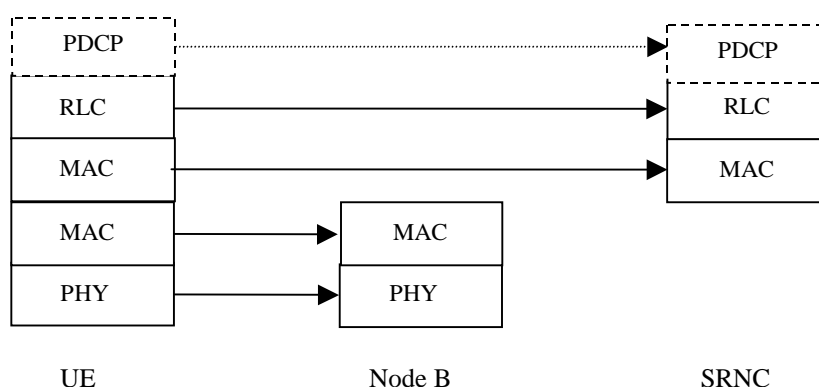 PDCP
PDCP
RLC
RLC
MAC
MAC
MAC
MAC
PHY
PHY
UE
Node B
SRNC